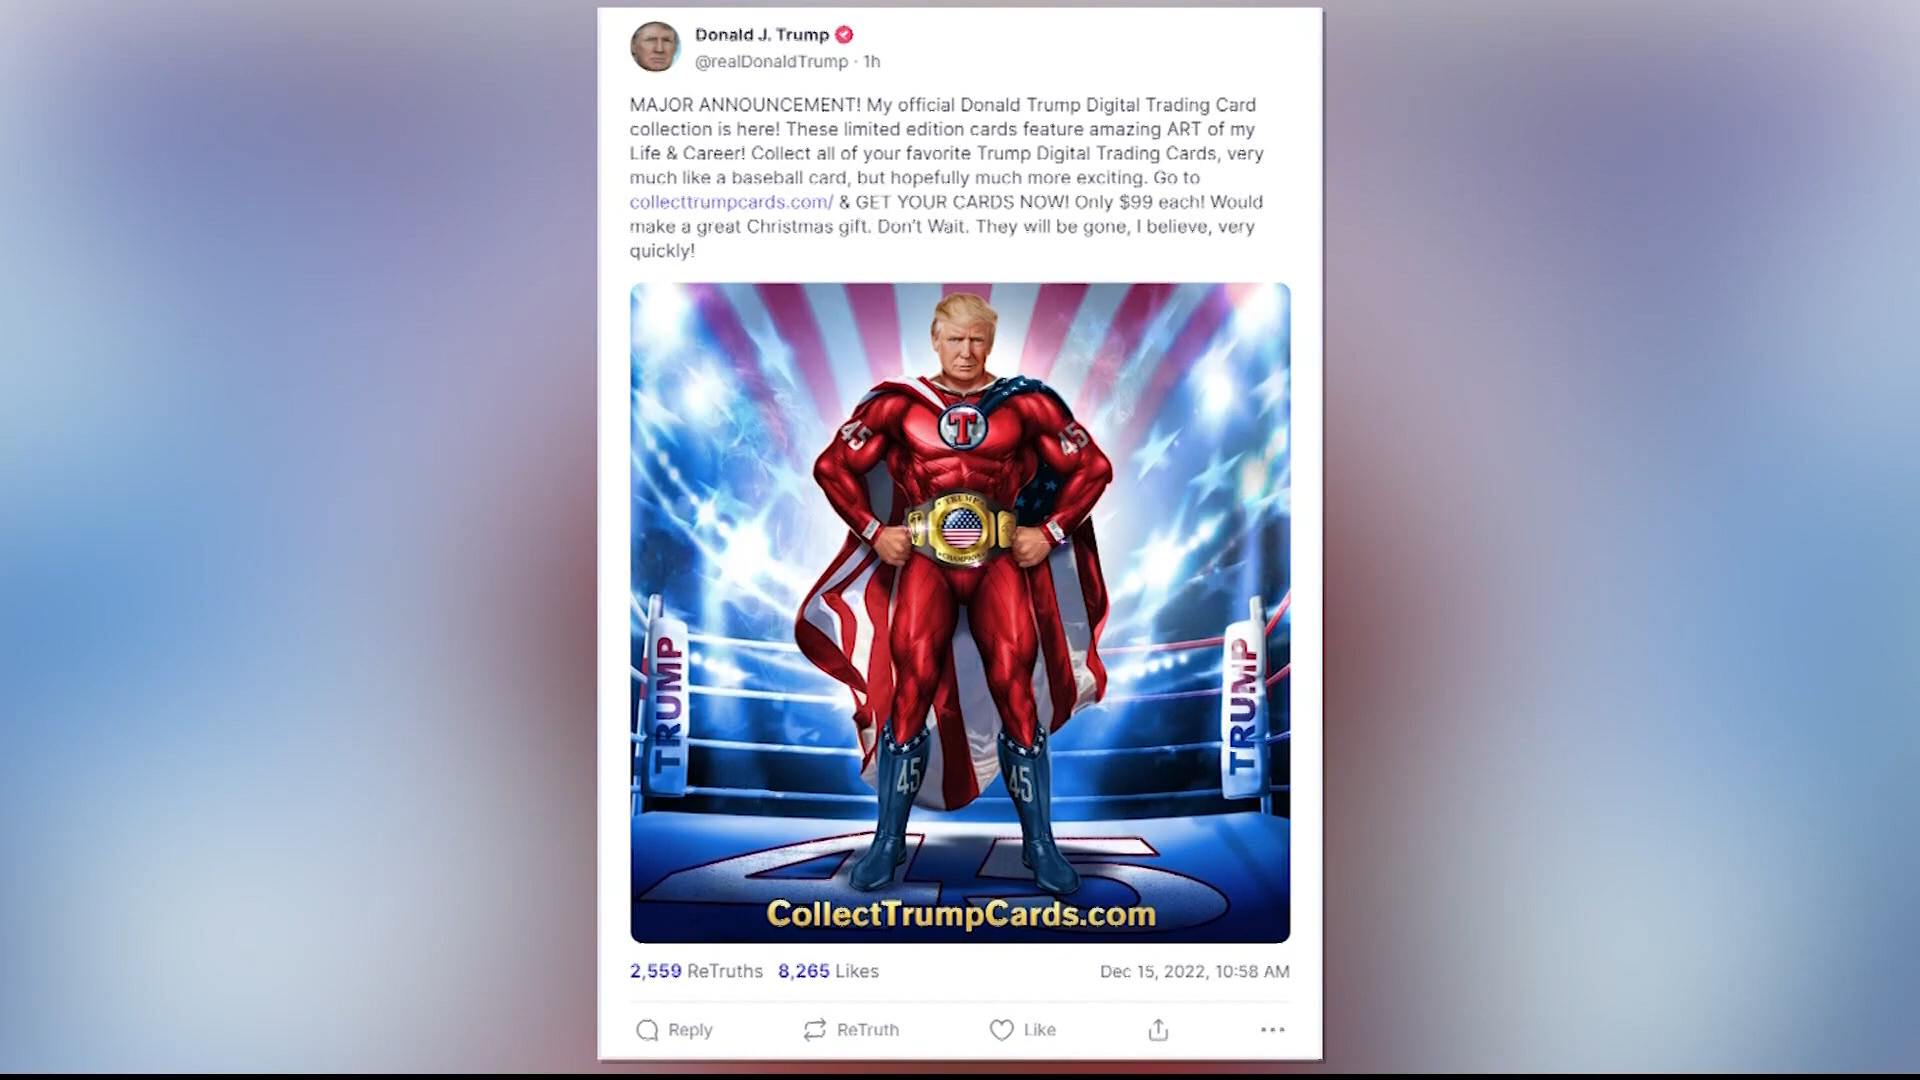 Donald J. Trump
@realDonaldTrump · 1h
MAJOR ANNOUNCEMENT! My official Donald Trump Digital Trading Card
collection is here! These limited edition cards feature amazing ART of my
Life & Career! Collect all of your favorite Trump Digital Trading Cards, very
much like a baseball card, but hopefully much more exciting. Go to
collecttrumpcards.com/ & GET YOUR CARDS NOW! Only $99 each! Would
make a great Christmas gift. Don't Wait. They will be gone, I believe, very
quickly!
T
45
45
TRUMP
CHAMPION
TRUMP
TRUMP
45
45
45
CollectTrumpCards.com
2,559 ReTruths 8,265 Likes
Dec 15, 2022, 10:58 AM
Reply
ReTruth
Like